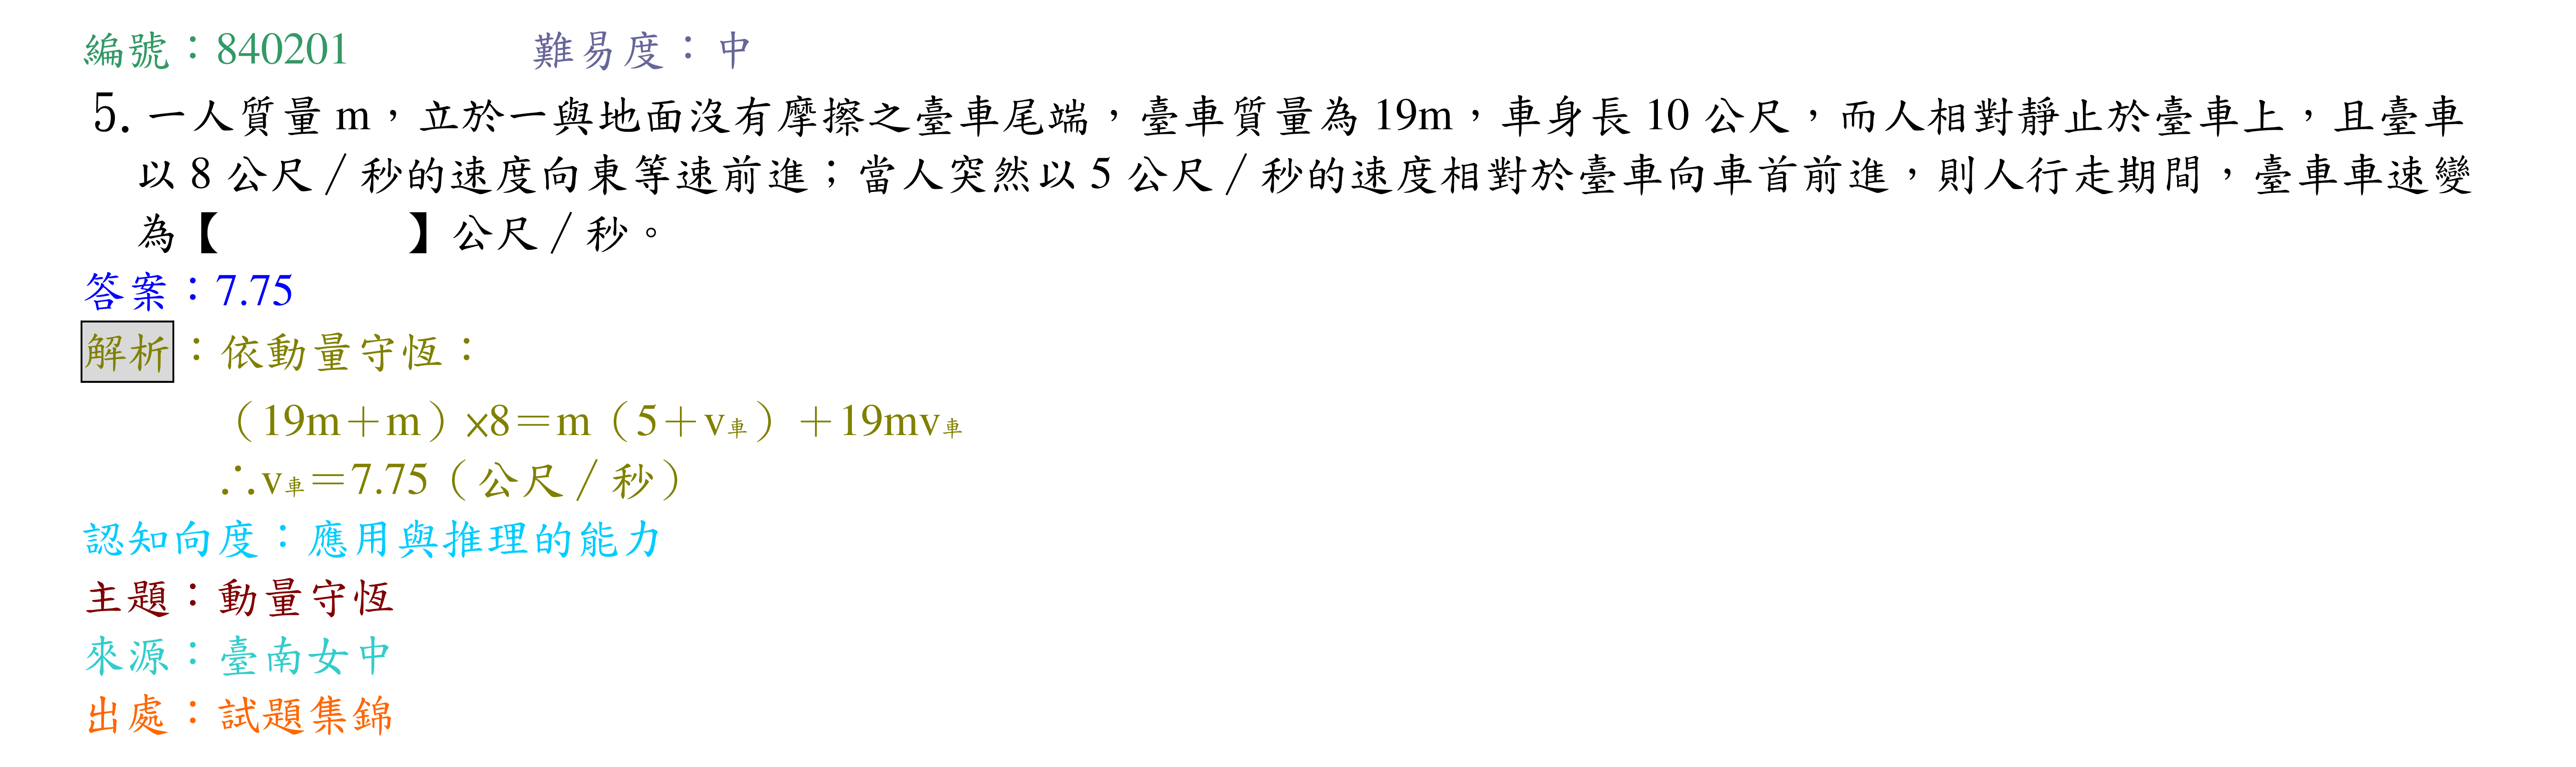 編號：840201 難易度：中
5. 一人質量 m，立於一與地面沒有摩擦之臺車尾端，臺車質量為 19m，車身長 10 公尺，而人相對靜止於臺車上，且臺車
以 8 公尺／秒的速度向東等速前進；當人突然以 5 公尺／秒的速度相對於臺車向車首前進，則人行走期間，臺車車速變
為【 】公尺／秒。
答案：7.75
解析：依動量守恆：
（19m＋m）×8＝m（5＋v車）＋19mv車
∴v車＝7.75（公尺／秒）
認知向度：應用與推理的能力
主題：動量守恆
來源：臺南女中
出處：試題集錦